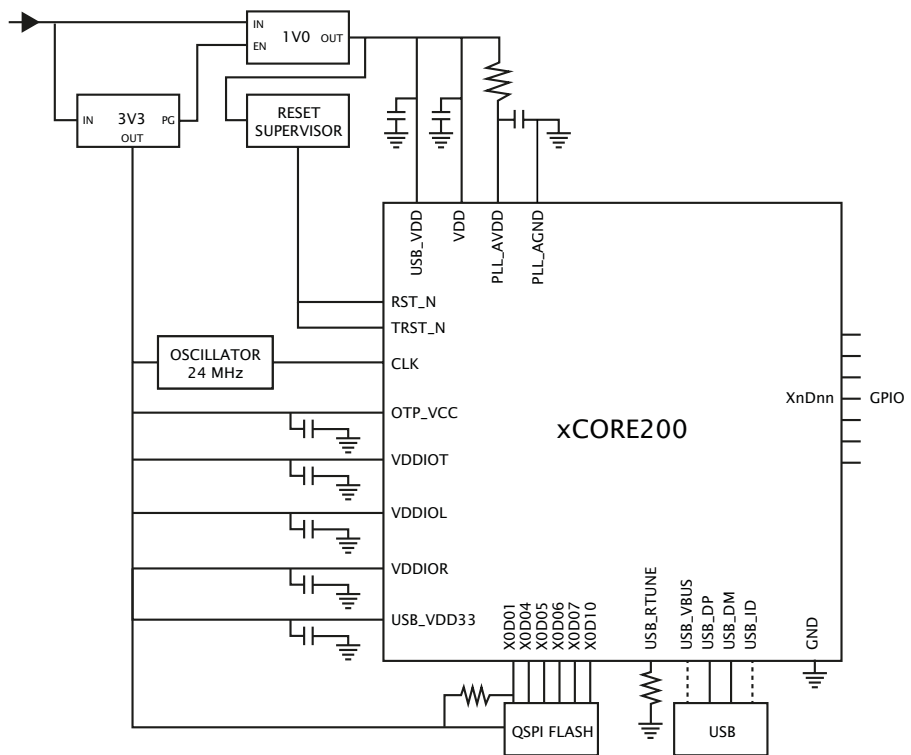 IN
1V0
OUT
EN
IN
3V3
PG
OUT
RESET
SUPERVISOR
USB_VDD
VDD
PLL_AVDD
PLL_AGND
RST_N
TRST_N
OSCILLATOR
24 MHz
CLK
XnDnn
GPIO
OTP_VCC
xCORE200
VDDIOT
VDDIOL
VDDIOR
USB_VDD33
X0D01
X0D04
X0D05
X0D06
X0D07
X0D10
USB_RTUNE
USB_VBUS
USB_DP
USB_DM
USB_ID
GND
QSPI FLASH
USB